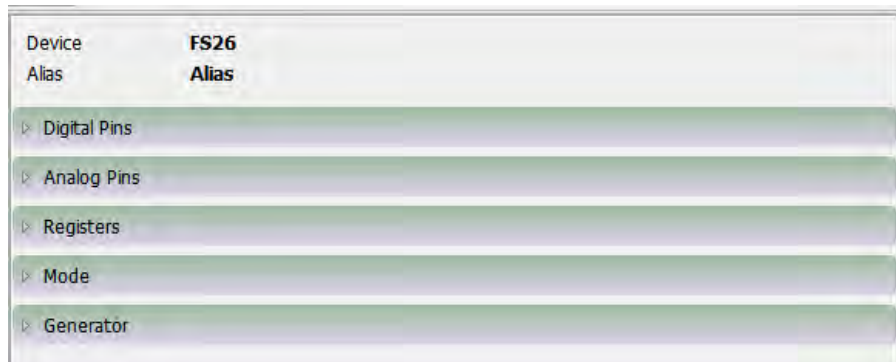 Device FS26
Alias Alias
Digital Pins
Analog Pins
Registers
Mode
Generator